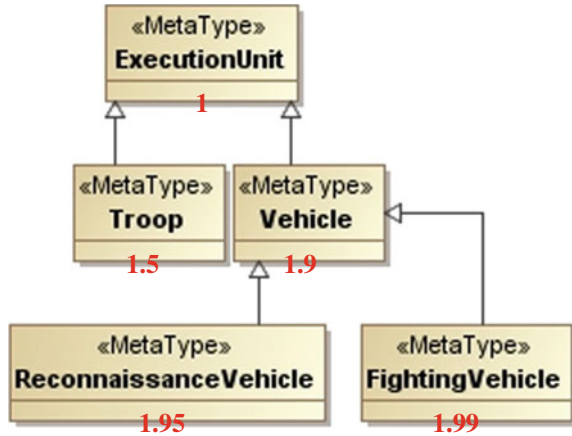 «MetaType»
ExecutionUnit
1
«MetaType»
Troop
1.5
«MetaType»
Vehicle
1.9
«MetaType»
ReconnaissanceVehicle
1.95
«MetaType»
FightingVehicle
1.99